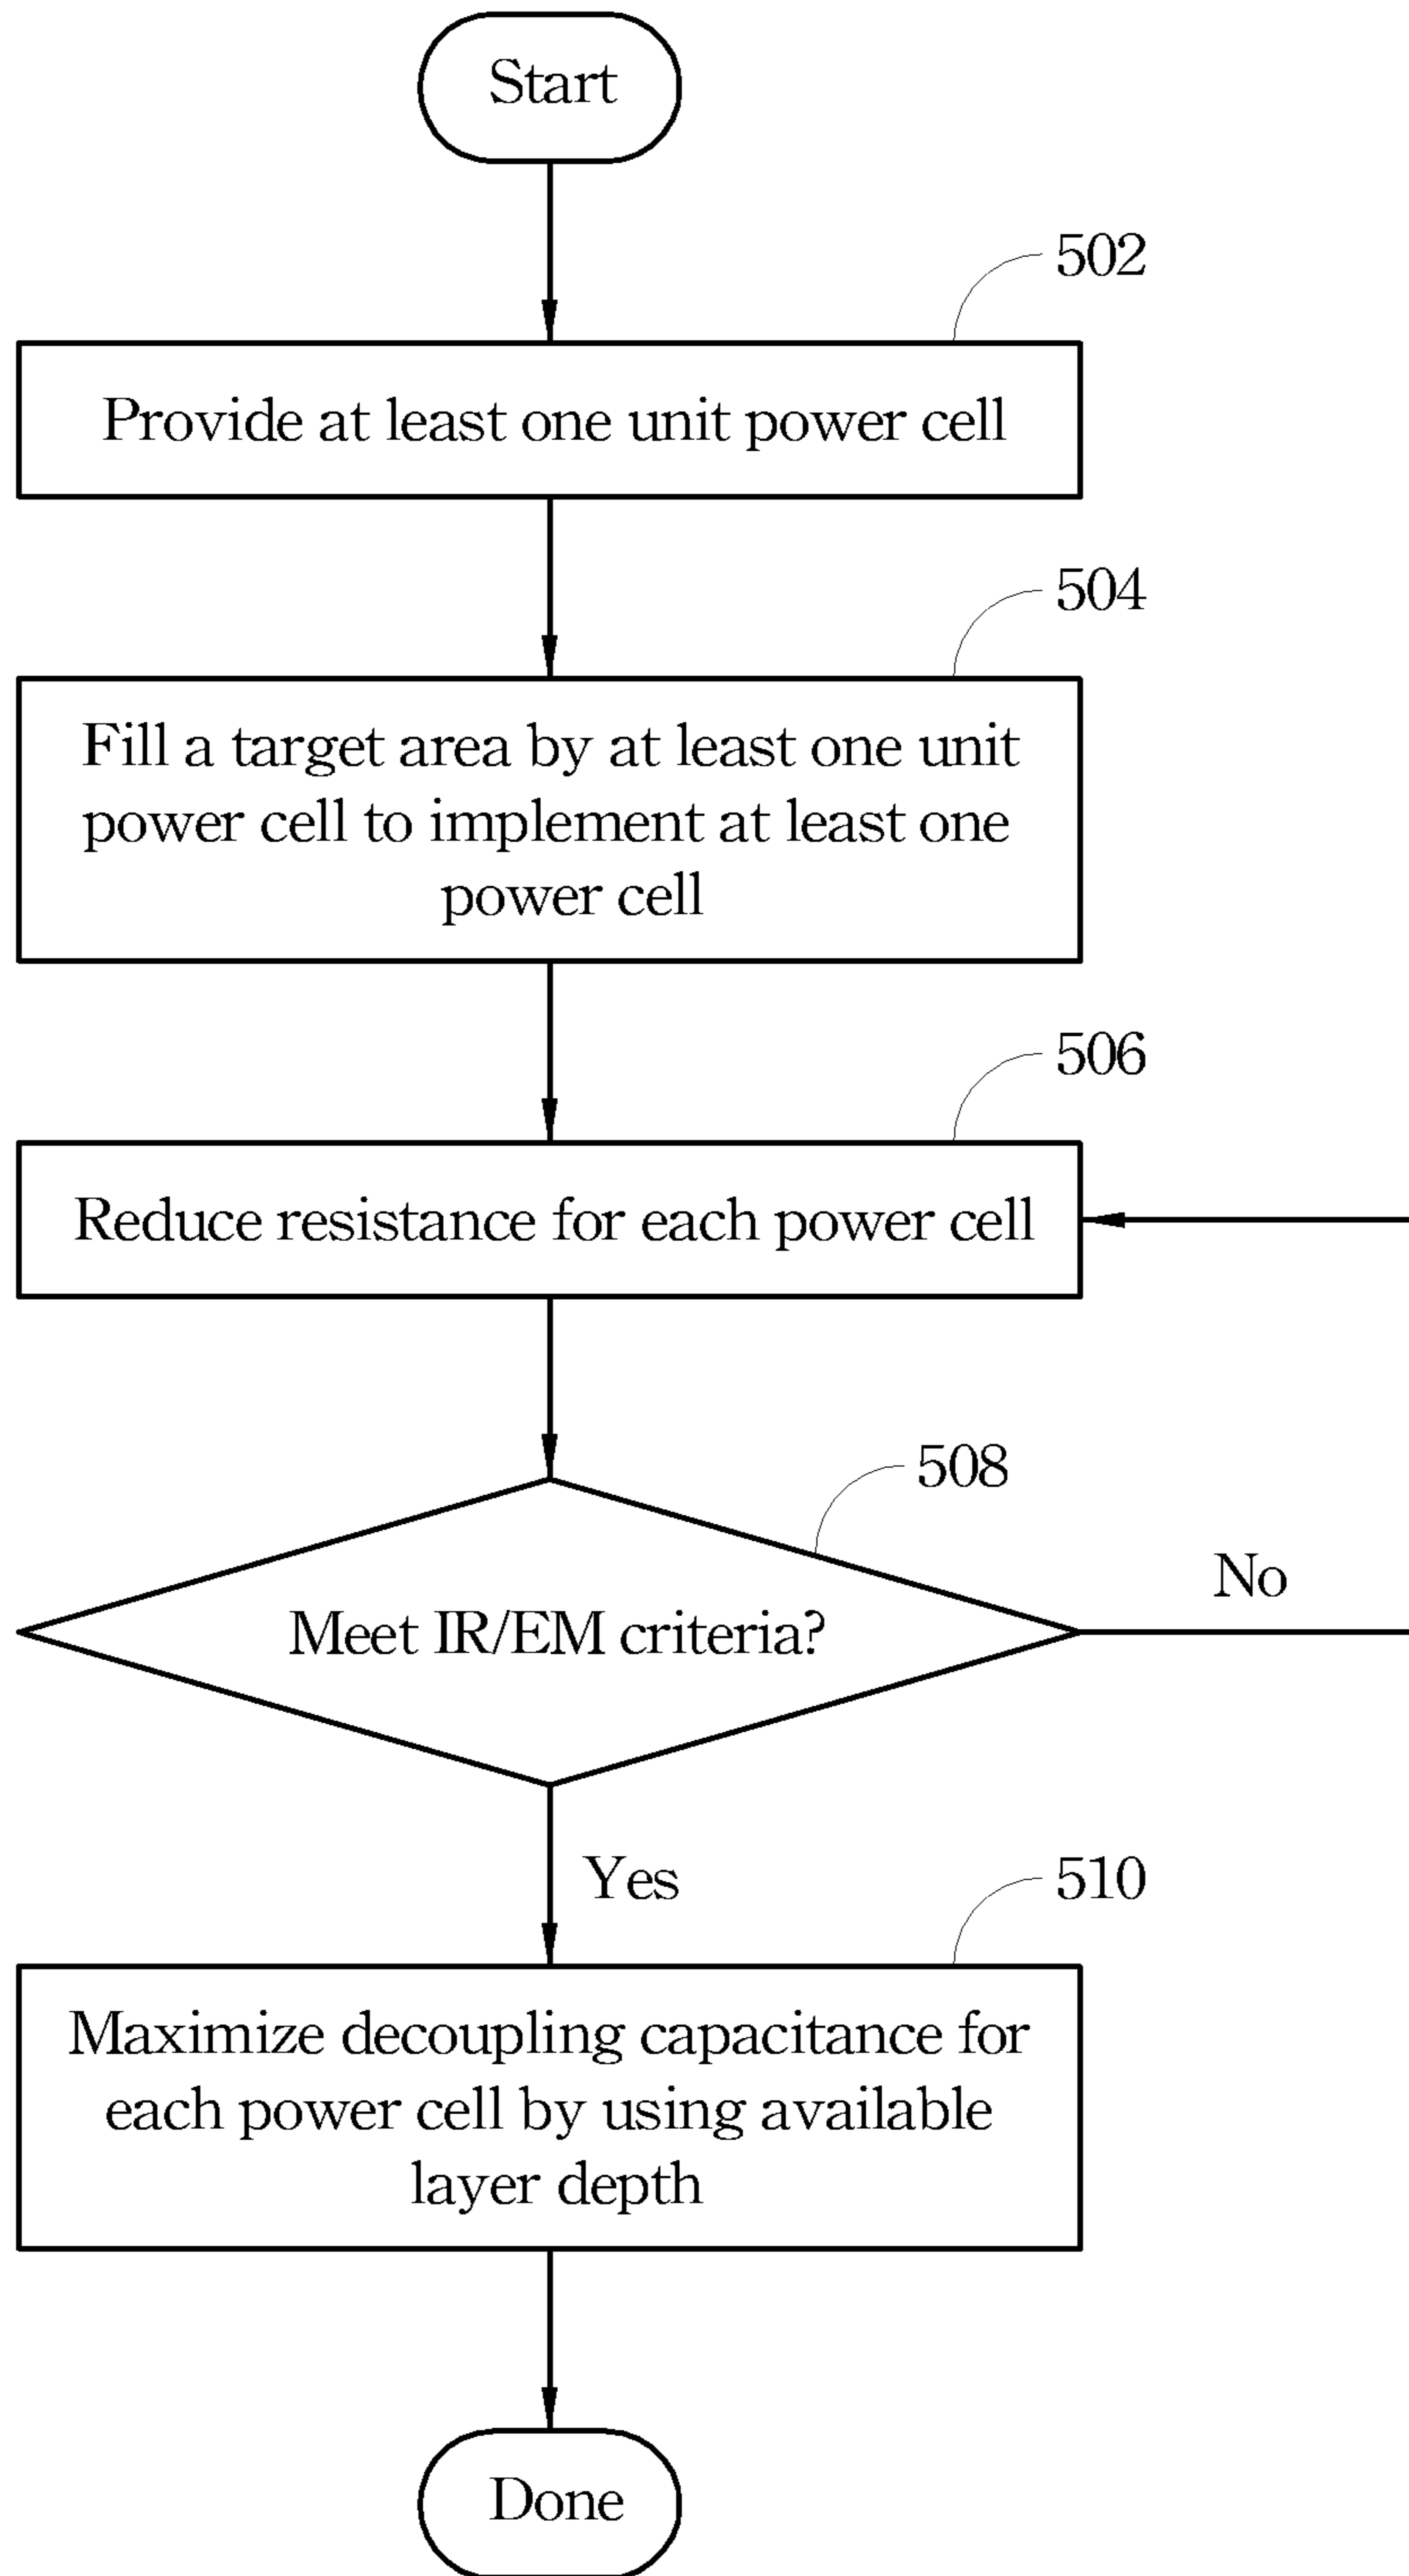 Start
502
Provide at least one unit power cell
504
Fill a target area by at least one unit
power cell to implement at least one
power cell
506
Reduce resistance for each power cell
508
Meet IR/EM criteria?
No
Yes
510
Maximize decoupling capacitance for
each power cell by using available
layer depth
Done